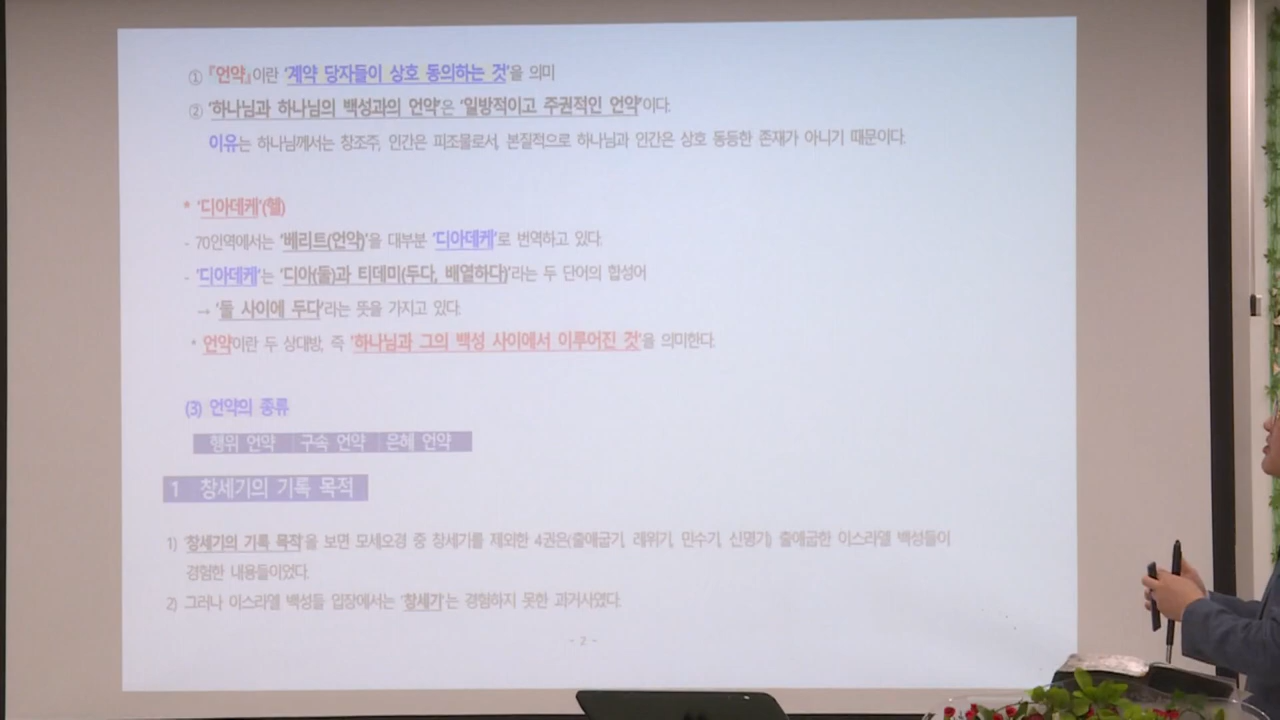 ① 『언약』이란 '계약 당자들이 상호 동의하는 것'을 의미
② '하나님과 하나님의 백성과의 언약'은 '일방적이고 주권적인 언약'이다.
이유는 하나님께서는 창조주, 인간은 피조물로서, 본질적으로 하나님과 인간은 상호 동등한 존재가 아니기 때문이다.
* '디아데케'(헬)
- 70인역에서는 '베리트(언약)'을 대부분 '디아데케'로 번역하고 있다.
- '디아데케'는 '디아(둘)과 티데미(두다, 배열하다)'라는 두 단어의 합성어
→ '둘 사이에 두다'라는 뜻을 가지고 있다.
* 언약이란 두 상대방, 즉 '하나님과 그의 백성 사이에서 이루어진 것'을 의미한다.
(3) 언약의 종류
행위 언약 구속 언약 은혜 언약
1 창세기의 기록 목적
1) '창세기의 기록 목적'을 보면 모세오경 중 창세기를 제외한 4권은(출애굽기, 레위기, 민수기, 신명기) 출애굽한 이스라엘 백성들이
경험한 내용들이었다.
2) 그러나 이스라엘 백성들 입장에서는 '창세기'는 경험하지 못한 과거사였다.
- 2 -